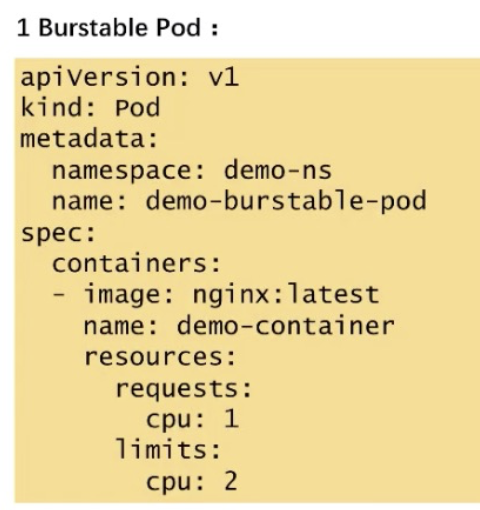 1 Burstable Pod：
apiVersion: v1
kind: Pod
metadata:
  namespace: demo-ns
  name: demo-burstable-pod
spec:
  containers:
  - image: nginx:latest
    name: demo-container
    resources:
      requests:
        cpu: 1
      limits:
        cpu: 2